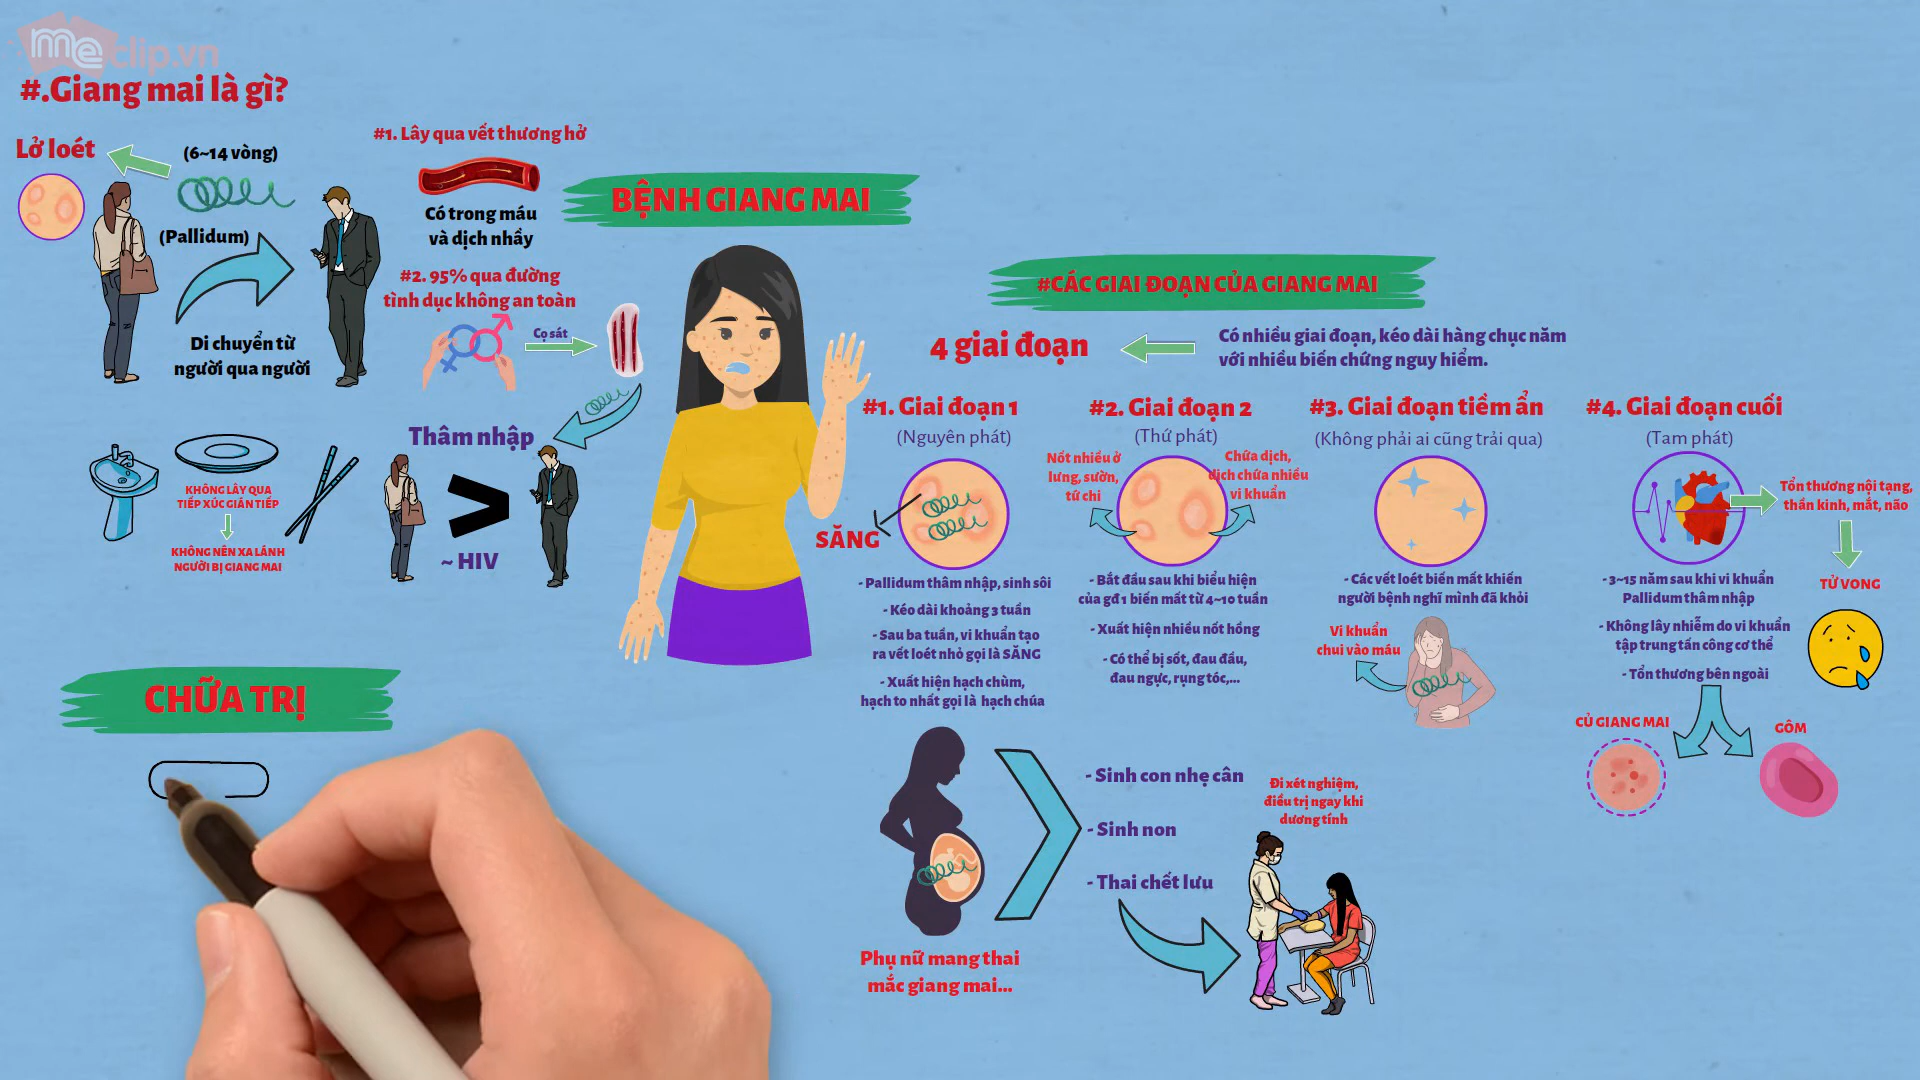 meclip.vn
#.Giang mai là gì?
Lở loét
(6~14 vòng)
(Pallidum)
Di chuyển từ
người qua người
#1. Lây qua vết thương hở
Có trong máu
và dịch nhầy
#2. 95% qua đường
tình dục không an toàn
Cọ sát
Thâm nhập
KHÔNG LÂY QUA
TIẾP XÚC GIÁN TIẾP
KHÔNG NÊN XA LÁNH
NGƯỜI BỊ GIANG MAI
>
~ HIV
BỆNH GIANG MAI
#CÁC GIAI ĐOẠN CỦA GIANG MAI
4 giai đoạn
Có nhiều giai đoạn, kéo dài hàng chục năm
với nhiều biến chứng nguy hiểm.
#1. Giai đoạn 1
(Nguyên phát)
SĂNG
- Pallidum thâm nhập, sinh sôi
- Kéo dài khoảng 3 tuần
- Sau ba tuần, vi khuẩn tạo
ra vết loét nhỏ gọi là SĂNG
- Xuất hiện hạch chùm,
hạch to nhất gọi là hạch chúa
#2. Giai đoạn 2
(Thứ phát)
Nốt nhiều ở
lưng, sườn,
tứ chi
Chứa dịch,
dịch chứa nhiều
vi khuẩn
- Bắt đầu sau khi biểu hiện
của gđ 1 biến mất từ 4~10 tuần
- Xuất hiện nhiều nốt hồng
- Có thể bị sốt, đau đầu,
đau ngực, rụng tóc,...
#3. Giai đoạn tiềm ẩn
(Không phải ai cũng trải qua)
- Các vết loét biến mất khiến
người bệnh nghĩ mình đã khỏi
Vi khuẩn
chui vào máu
#4. Giai đoạn cuối
(Tam phát)
Tổn thương nội tạng,
thần kinh, mắt, não
TỬ VONG
- 3~15 năm sau khi vi khuẩn
Pallidum thâm nhập
- Không lây nhiễm do vi khuẩn
tập trung tấn công cơ thể
- Tổn thương bên ngoài
CỦ GIANG MAI
GÔM
Phụ nữ mang thai
mắc giang mai...
- Sinh con nhẹ cân
- Sinh non
- Thai chết lưu
Đi xét nghiệm,
điều trị ngay khi
dương tính
CHỮA TRỊ